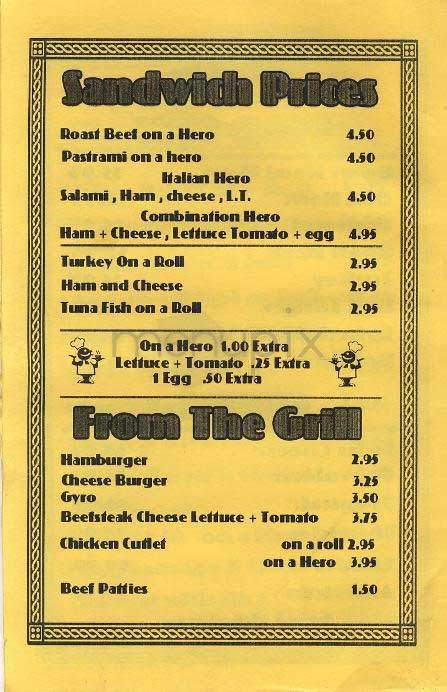 Sandwich Prices
Roast Beef on a Hero 4.50
Pastrami on a hero 4.50
Italian Hero
Salami , Ham , cheese , L.T. 4.50
Combination Hero
Ham + Cheese , Lettuce Tomato + egg 4.95
Turkey On a Roll 2.95
Ham and Cheese 2.95
Tuna Fish on a Roll 2.95
menupix
On a Hero 1.00 Extra
Lettuce + Tomato .25 Extra
1 Egg .50 Extra
From The Grill
Hamburger 2.95
Cheese Burger 3.25
Gyro 3.50
Beefsteak Cheese Lettuce + Tomato 3.75
Chicken Cutlet on a roll 2.95
on a Hero 3.95
Beef Patties 1.50